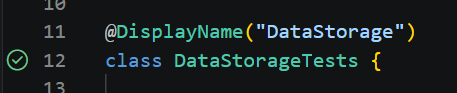 10
11 @DisplayName("DataStorage")
12 class DataStorageTests {
13